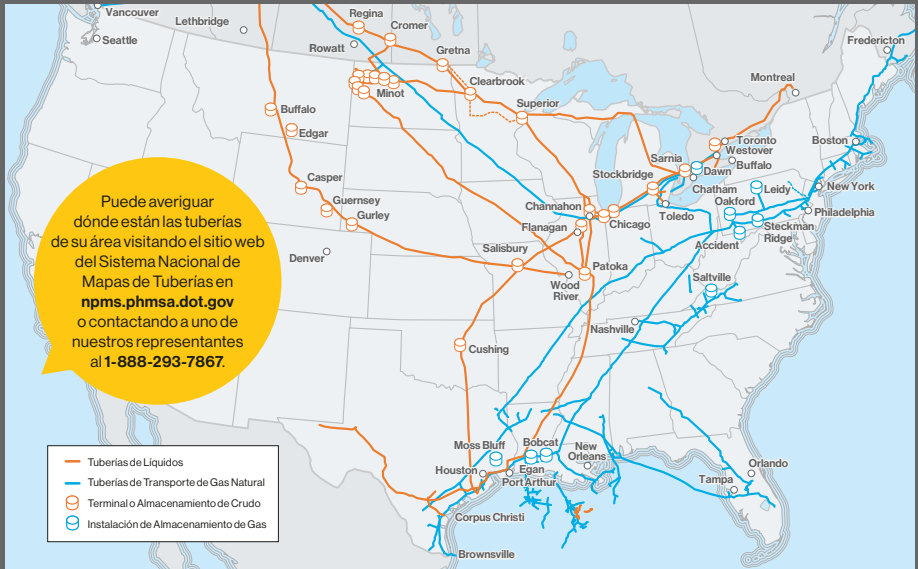 Vancouver
Seattle
Lethbridge
Regina
Cromer
Rowatt
Gretna
Clearbrook
Minot
Superior
Fredericton
Montreal
Buffalo
Edgar
Toronto
Westover
Boston
Sarnia
Buffalo
Dawn
Stockbridge
Casper
Chatham
Leidy
Guernsey
Gurley
Channahon
Oakford
New York
Toledo
Philadelphia
Flanagan
Chicago
Steckman
Ridge
Accident
Salisbury
Denver
Patoka
Wood
River
Saltville
Nashville
Cushing
Puede averiguar
dónde están las tuberías
de su área visitando el sitio web
del Sistema Nacional de
Mapas de Tuberías en
npms.phmsa.dot.gov
o contactando a uno de
nuestros representantes
al 1-888-293-7867.
Moss Bluff
Bobcat
New
Orleans
Houston
Egan
Port Arthur
Orlando
Tampa
Corpus Christi
Brownsville
Tuberías de Líquidos
Tuberías de Transporte de Gas Natural
Terminal o Almacenamiento de Crudo
Instalación de Almacenamiento de Gas